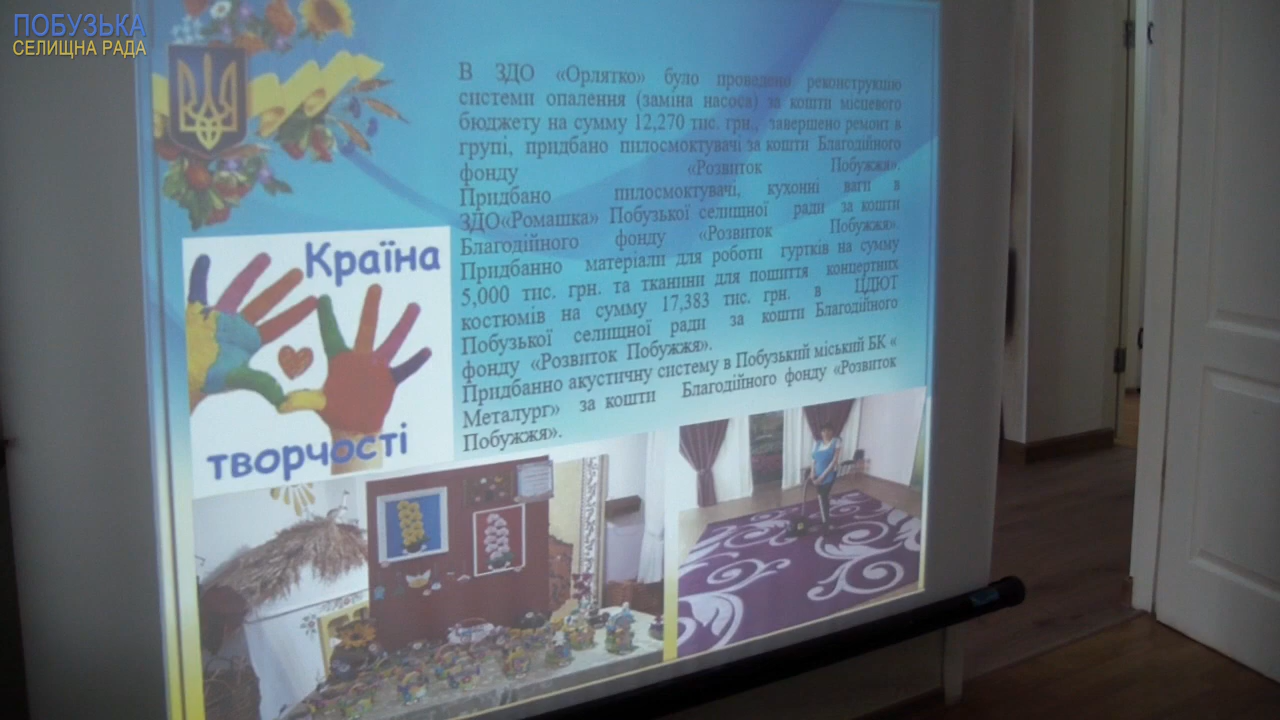 ПОБУЗЬКА
СЕЛИЩНА РАДА
В ЗДО «Орлятко» було проведено реконструкцію
системи опалення (заміна насоса) за кошти місцевого
бюджету на сумму 12,270 тис. грн., завершено ремонт в
групі, придбано пилосмоктувачі за кошти Благодійного
фонду «Розвиток Побужжя».
Придбано пилосмоктувачі, кухонні ваги в
ЗДО«Ромашка» Побузької селищної ради за кошти
Благодійного фонду «Розвиток Побужжя».
Придбанно матеріали для роботи гуртків на сумму
5,000 тис. грн. та тканини для пошиття концертних
костюмів на сумму 17,383 тис. грн. в ЦДЮТ
Побузької селищної ради за кошти Благодійного
фонду «Розвиток Побужжя».
Придбанно акустичну систему в Побузький міський БК «
Металург» за кошти Благодійного фонду «Розвиток
Побужжя».
Країна
творчості